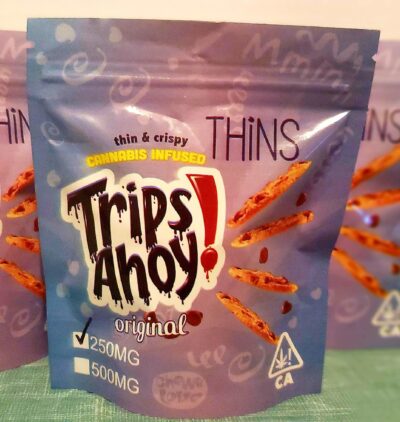 thin & crispy
CANNABIS INFUSED
THiNS
Trips
Ahoy!
original
250MG
500MG
CA